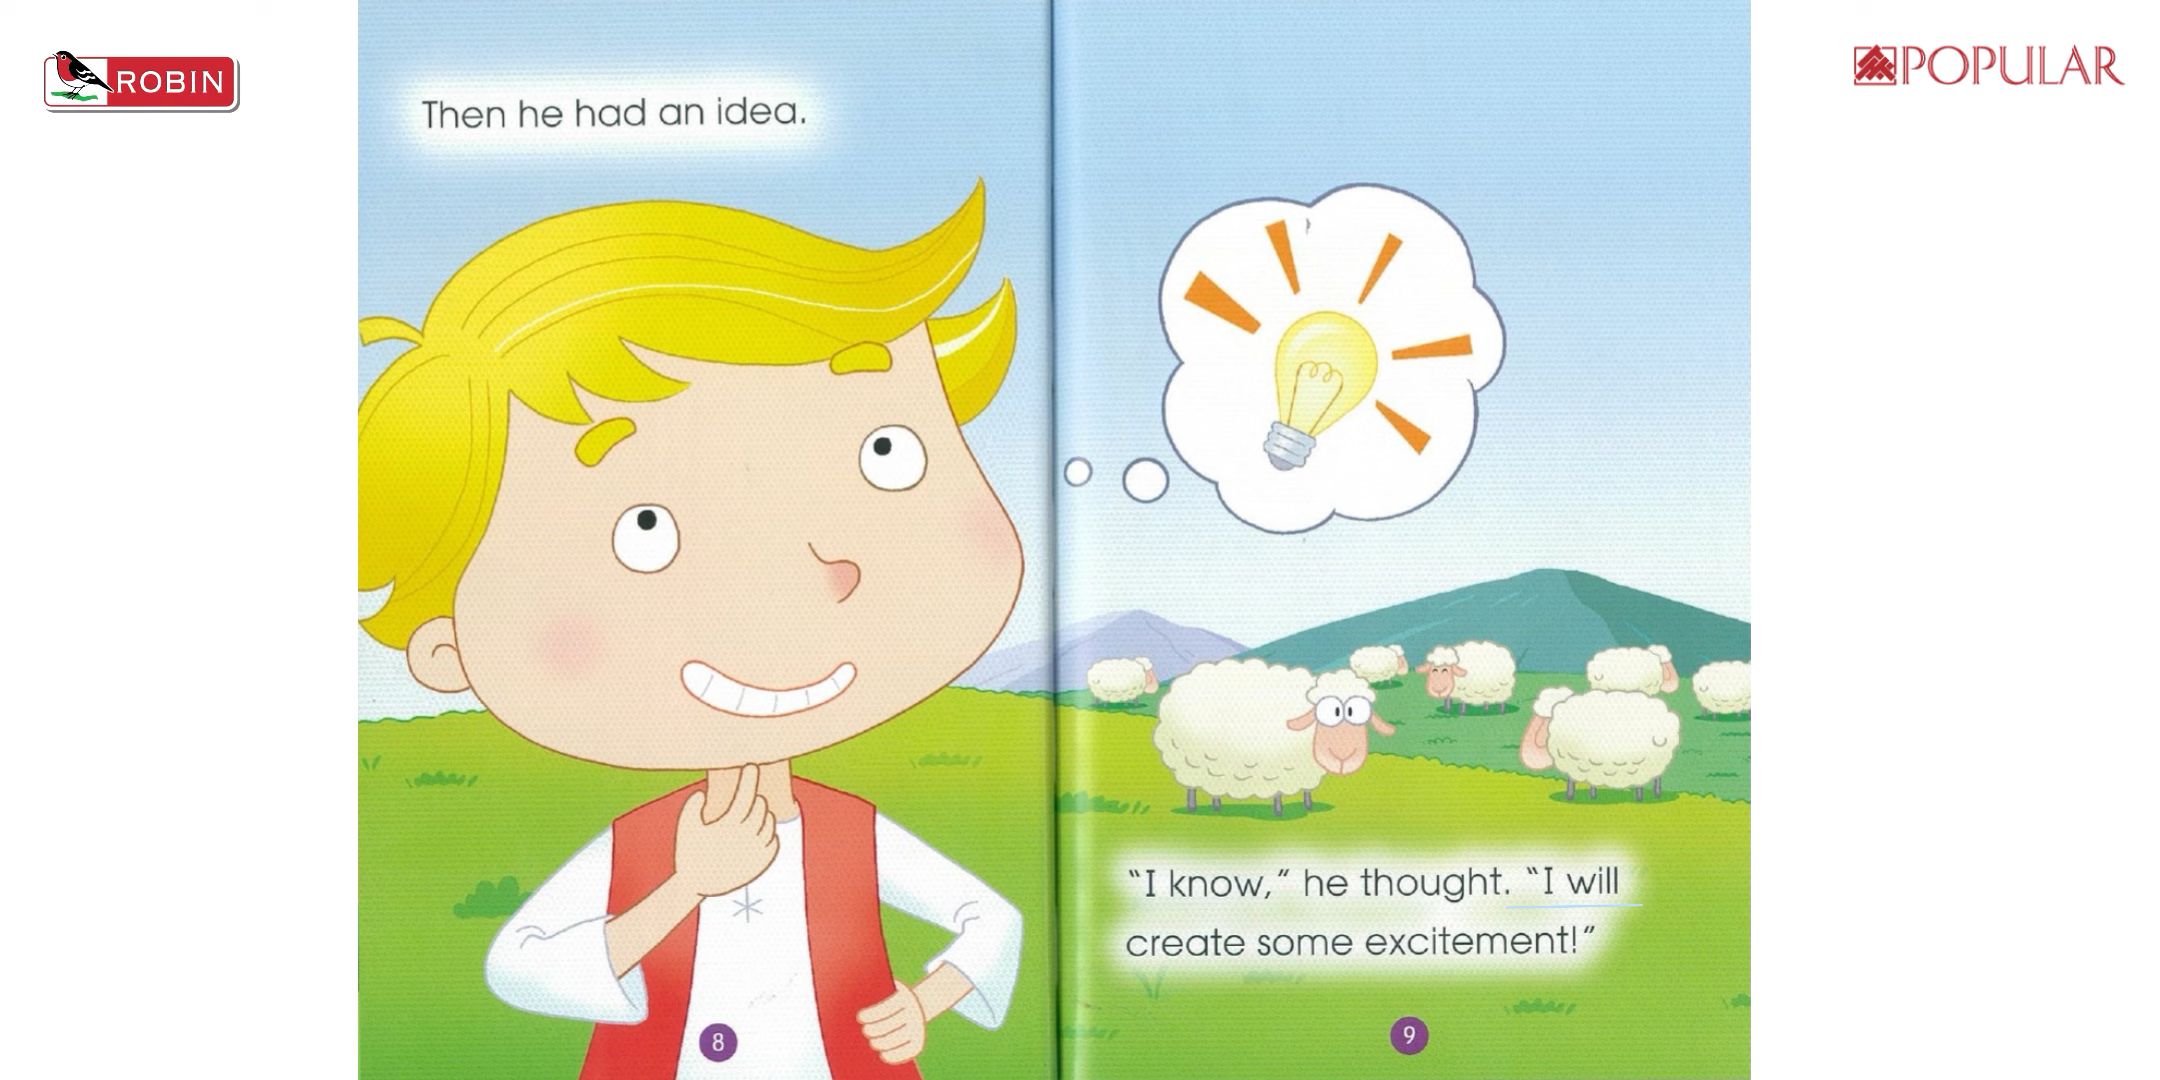 ROBIN
POPULAR
Then he had an idea.
“I know,” he thought. “I will
create some excitement!”
8
9